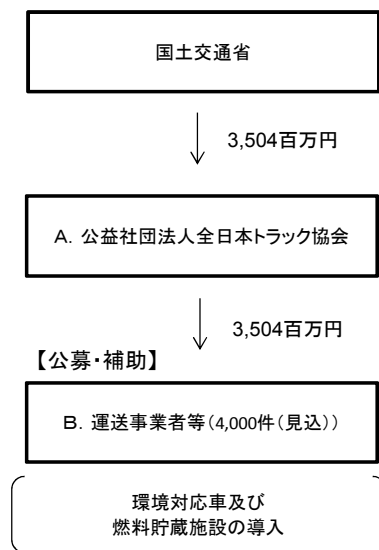 国土交通省
3,504百万円
A．公益社団法人全日本トラック協会
3,504百万円
【公募・補助】
B．運送事業者等（4,000件（見込））
環境対応車及び
燃料貯蔵施設の導入